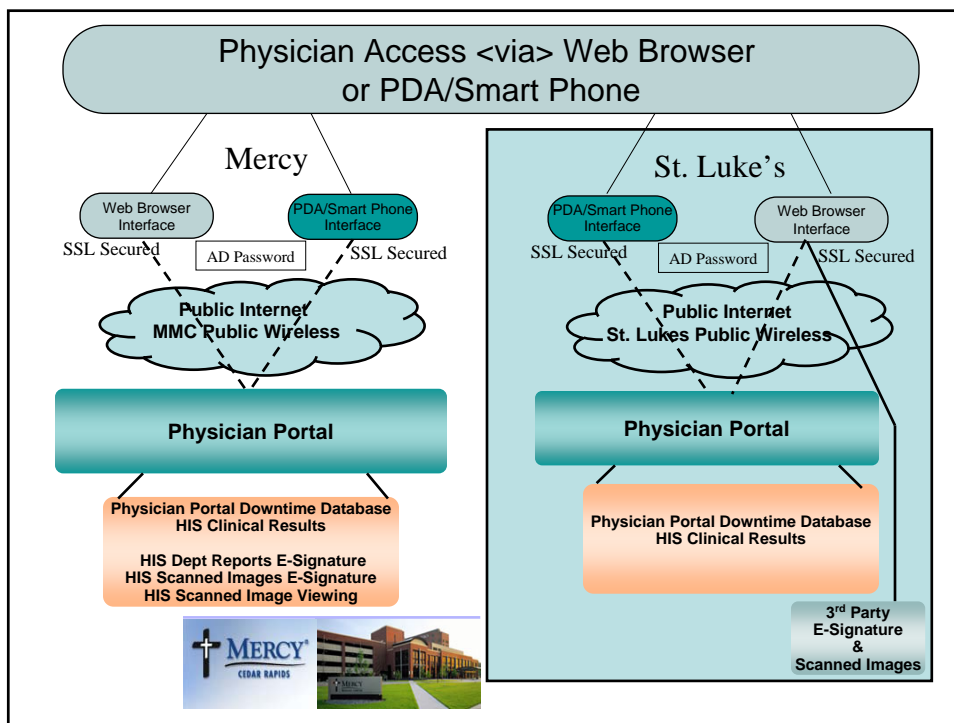 Physician Access <via> Web Browser
or PDA/Smart Phone
Mercy
Web Browser
Interface
PDA/Smart Phone
Interface
SSL Secured
AD Password
SSL Secured
Public Internet
MMC Public Wireless
Physician Portal
Physician Portal Downtime Database
HIS Clinical Results
HIS Dept Reports E-Signature
HIS Scanned Images E-Signature
HIS Scanned Image Viewing
MERCY®
CEDAR RAPIDS
MERCY
St. Luke's
PDA/Smart Phone
Interface
Web Browser
Interface
SSL Secured
AD Password
SSL Secured
Public Internet
St. Lukes Public Wireless
Physician Portal
Physician Portal Downtime Database
HIS Clinical Results
3rd Party
E-Signature
&
Scanned Images